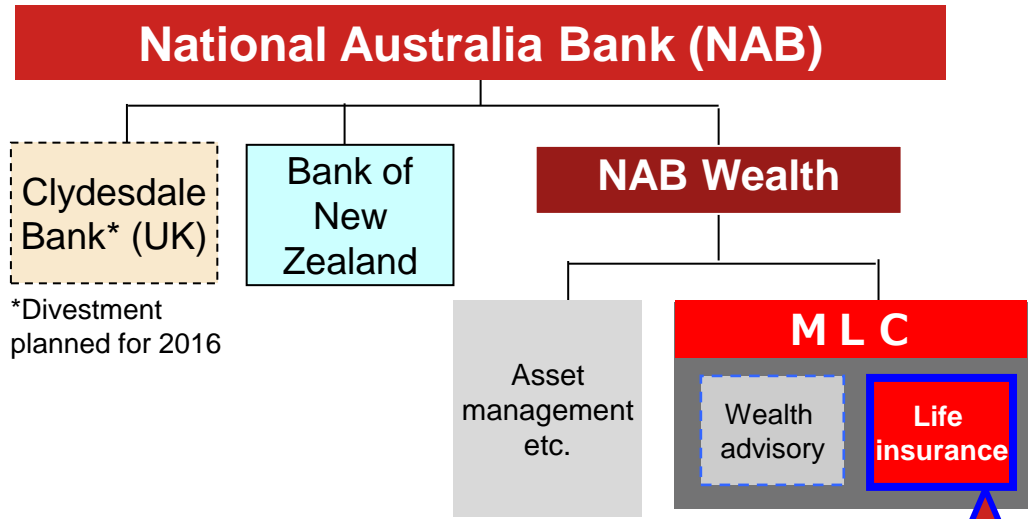 National Australia Bank (NAB)
Clydesdale
Bank* (UK)
Bank of
New
Zealand
NAB Wealth
*Divestment
planned for 2016
Asset
management
etc.
M L C
Wealth
advisory
Life
insurance